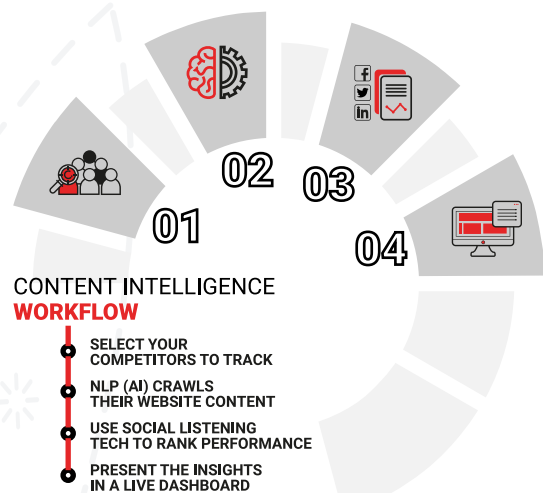 01
02
03
04
CONTENT INTELLIGENCE
WORKFLOW
SELECT YOUR
COMPETITORS TO TRACK
NLP (AI) CRAWLS
THEIR WEBSITE CONTENT
USE SOCIAL LISTENING
TECH TO RANK PERFORMANCE
PRESENT THE INSIGHTS
IN A LIVE DASHBOARD